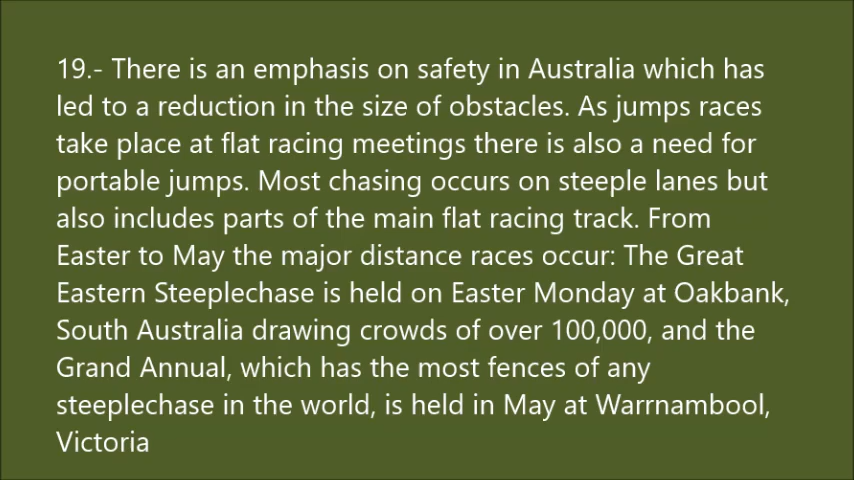 19.- There is an emphasis on safety in Australia which has
led to a reduction in the size of obstacles. As jumps races
take place at flat racing meetings there is also a need for
portable jumps. Most chasing occurs on steeple lanes but
also includes parts of the main flat racing track. From
Easter to May the major distance races occur: The Great
Eastern Steeplechase is held on Easter Monday at Oakbank,
South Australia drawing crowds of over 100,000, and the
Grand Annual, which has the most fences of any
steeplechase in the world, is held in May at Warrnambool,
Victoria